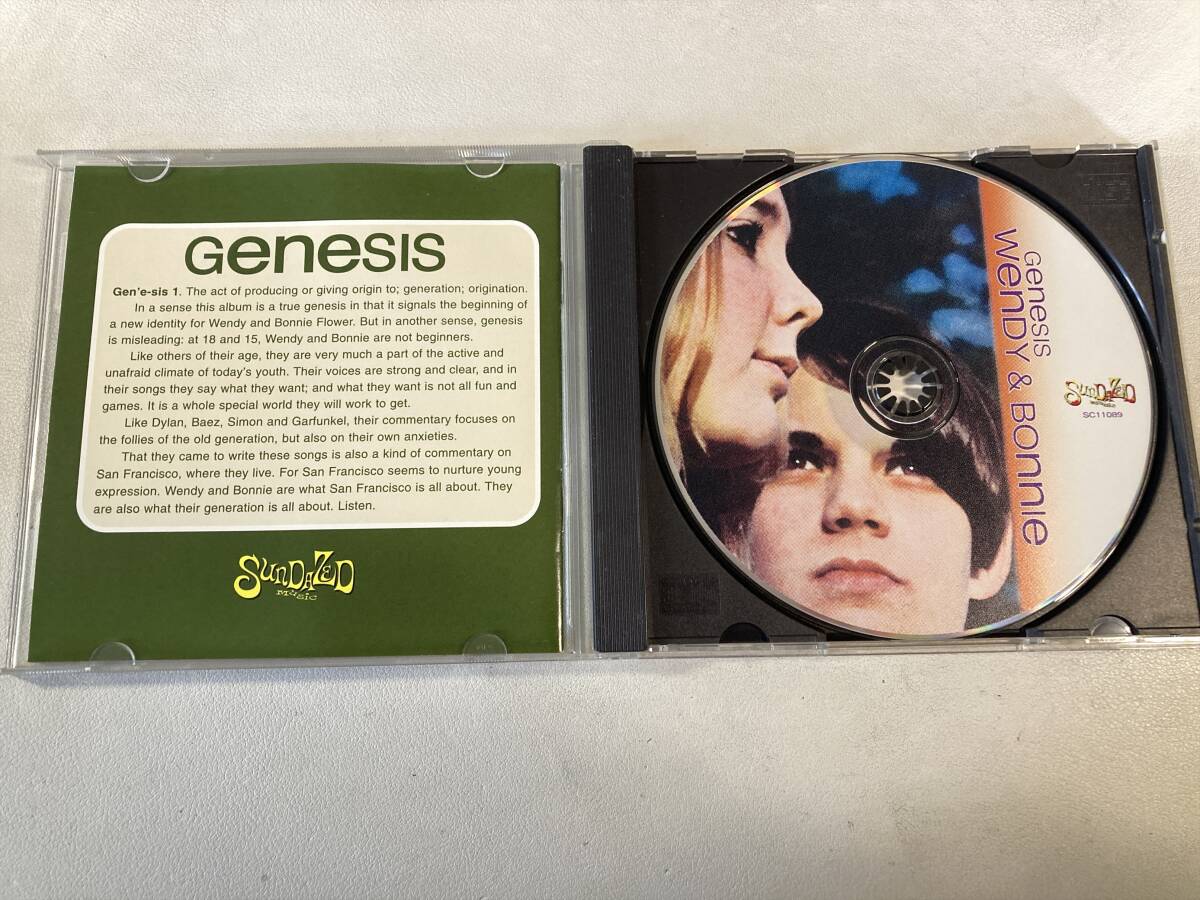 Genesis
Gen'e-sis 1. The act of producing or giving origin to; generation; origination.
In a sense this album is a true genesis in that it signals the beginning of
a new identity for Wendy and Bonnie Flower. But in another sense, genesis
is misleading: at 18 and 15, Wendy and Bonnie are not beginners.
Like others of their age, they are very much a part of the active and
unafraid climate of today's youth. Their voices are strong and clear, and in
their songs they say what they want; and what they want is not all fun and
games. It is a whole special world they will work to get.
Like Dylan, Baez, Simon and Garfunkel, their commentary focuses on
the follies of the old generation, but also on their own anxieties.
That they came to write these songs is also a kind of commentary on
San Francisco, where they live. For San Francisco seems to nurture young
expression. Wendy and Bonnie are what San Francisco is all about. They
are also what their generation is all about. Listen.
SunDAZED
Music
Genesis
WenDY & BonnIE
SunDAZED
Music
SC11089